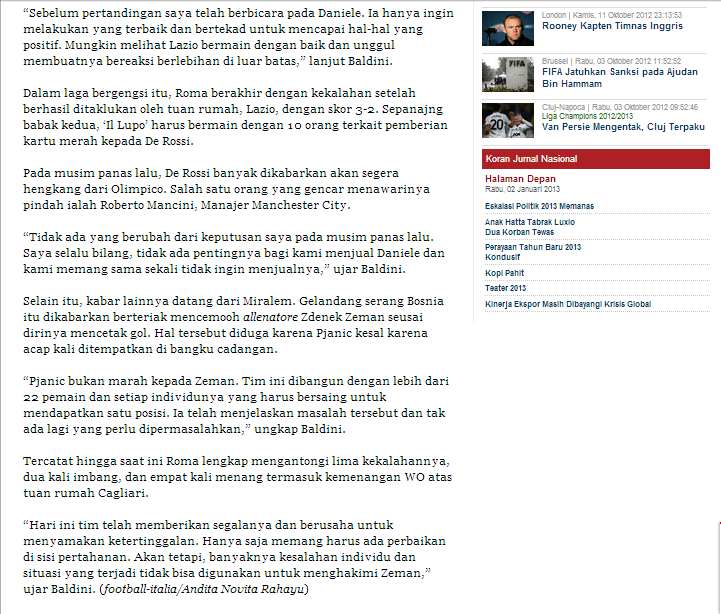 “Sebelum pertandingan saya telah berbicara pada Daniele. Ia hanya ingin
melakukan yang terbaik dan bertekad untuk mencapai hal-hal yang
positif. Mungkin melihat Lazio bermain dengan baik dan unggul
membuatnya bereaksi berlebihan di luar batas,” lanjut Baldini.
Dalam laga bergengsi itu, Roma berakhir dengan kekalahan setelah
berhasil ditaklukan oleh tuan rumah, Lazio, dengan skor 3-2. Sepanajng
babak kedua, ‘Il Lupo’ harus bermain dengan 10 orang terkait pemberian
kartu merah kepada De Rossi.
Pada musim panas lalu, De Rossi banyak dikabarkan akan segera
hengkang dari Olimpico. Salah satu orang yang gencar menawarinya
pindah ialah Roberto Mancini, Manajer Manchester City.
“Tidak ada yang berubah dari keputusan saya pada musim panas lalu.
Saya selalu bilang, tidak ada pentingnya bagi kami menjual Daniele dan
kami memang sama sekali tidak ingin menjualnya,” ujar Baldini.
Selain itu, kabar lainnya datang dari Miralem. Gelandang serang Bosnia
itu dikabarkan berteriak mencemooh allenatore Zdenek Zeman seusai
dirinya mencetak gol. Hal tersebut diduga karena Pjanic kesal karena
acap kali ditempatkan di bangku cadangan.
“Pjanic bukan marah kepada Zeman. Tim ini dibangun dengan lebih dari
22 pemain dan setiap individunya yang harus bersaing untuk
mendapatkan satu posisi. Ia telah menjelaskan masalah tersebut dan tak
ada lagi yang perlu dipermasalahkan,” ungkap Baldini.
Tercatat hingga saat ini Roma lengkap mengantongi lima kekalahannya,
dua kali imbang, dan empat kali menang termasuk kemenangan WO atas
tuan rumah Cagliari.
“Hari ini tim telah memberikan segalanya dan berusaha untuk
menyamakan ketertinggalan. Hanya saja memang harus ada perbaikan
di sisi pertahanan. Akan tetapi, banyaknya kesalahan individu dan
situasi yang terjadi tidak bisa digunakan untuk menghakimi Zeman,”
ujar Baldini. (football-italia/Andita Novita Rahayu)
London | Kamis, 11 Oktober 2012 23:13:53
Rooney Kapten Timnas Inggris
Brussel | Rabu, 03 Oktober 2012 11:52:52
FIFA Jatuhkan Sanksi pada Ajudan
Bin Hammam
Cluj-Napoca | Rabu, 03 Oktober 2012 09:52:46
Liga Champions 2012/2013
Van Persie Mengentak, Cluj Terpaku
Koran Jurnal Nasional
Halaman Depan
Rabu, 02 Januari 2013
Eskalasi Politik 2013 Memanas
Anak Hatta Tabrak Luxio
Dua Korban Tewas
Perayaan Tahun Baru 2013
Kondusif
Kopi Pahit
Teater 2013
Kinerja Ekspor Masih Dibayangi Krisis Global